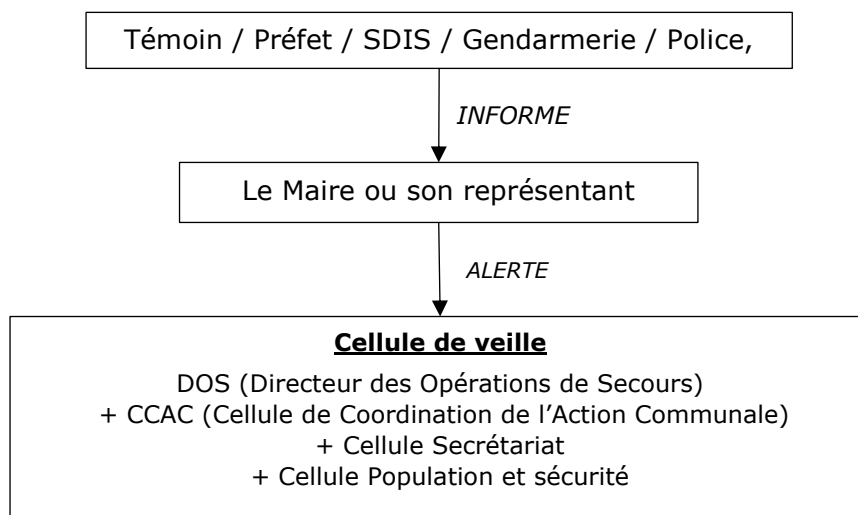 Témoin / Préfet / SDIS / Gendarmerie / Police,
INFORME
Le Maire ou son représentant
ALERTE
Cellule de veille
DOS (Directeur des Opérations de Secours)
+ CCAC (Cellule de Coordination de l’Action Communale)
+ Cellule Secrétariat
+ Cellule Population et sécurité